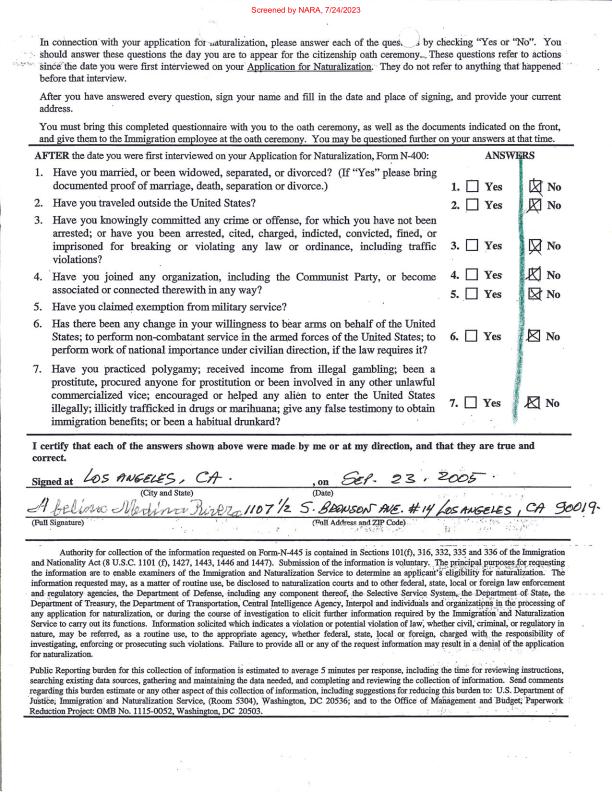 Screened by NARA, 7/24/2023
In connection with your application for naturalization, please answer each of the ques by checking "Yes or "No". You
should answer these questions the day you are to appear for the citizenship oath ceremony. These questions refer to actions
since the date you were first interviewed on your Application for Naturalization. They do not refer to anything that happened
before that interview.
After you have answered every question, sign your name and fill in the date and place of signing, and provide your current
address.
You must bring this completed questionnaire with you to the oath ceremony, as well as the documents indicated on the front,
and give them to the Immigration employee at the oath ceremony. You may be questioned further on your answers at that time.
AFTER the date you were first interviewed on your Application for Naturalization, Form N-400: ANSWERS
1. Have you married, or been widowed, separated, or divorced? (If "Yes" please bring
documented proof of marriage, death, separation or divorce.) 1. ☐ Yes ☒ No
2. Have you traveled outside the United States? 2. ☐ Yes ☒ No
3. Have you knowingly committed any crime or offense, for which you have not been
arrested; or have you been arrested, cited, charged, indicted, convicted, fined, or
imprisoned for breaking or violating any law or ordinance, including traffic 3. ☐ Yes ☒ No
violations?
4. Have you joined any organization, including the Communist Party, or become 4. ☐ Yes ☒ No
associated or connected therewith in any way? 5. ☐ Yes ☒ No
5. Have you claimed exemption from military service?
6. Has there been any change in your willingness to bear arms on behalf of the United
States; to perform non-combatant service in the armed forces of the United States; to 6. ☐ Yes ☒ No
perform work of national importance under civilian direction, if the law requires it?
7. Have you practiced polygamy; received income from illegal gambling; been a
prostitute, procured anyone for prostitution or been involved in any other unlawful
commercialized vice; encouraged or helped any alien to enter the United States 7. ☐ Yes ☒ No
illegally; illicitly trafficked in drugs or marihuana; give any false testimony to obtain
immigration benefits; or been a habitual drunkard?
I certify that each of the answers shown above were made by me or at my direction, and that they are true and
correct.
Signed at LOS ANGELES, CA. , on SEP. 23. 2005.
(City and State) (Date)
Abelino Medina Rivera 1107 ½ S. BRONSON AVE. #14 LOS ANGELES, CA 90019.
(Full Signature) (Full Address and ZIP Code)
Authority for collection of the information requested on Form-N-445 is contained in Sections 101(f), 316, 332, 335 and 336 of the Immigration
and Nationality Act (8 U.S.C. 1101 (f), 1427, 1443, 1446 and 1447). Submission of the information is voluntary. The principal purposes for requesting
the information are to enable examiners of the Immigration and Naturalization Service to determine an applicant's eligibility for naturalization. The
information requested may, as a matter of routine use, be disclosed to naturalization courts and to other federal, state, local or foreign law enforcement
and regulatory agencies, the Department of Defense, including any component thereof, the Selective Service System, the Department of State, the
Department of Treasury, the Department of Transportation, Central Intelligence Agency, Interpol and individuals and organizations in the processing of
any application for naturalization, or during the course of investigation to elicit further information required by the Immigration and Naturalization
Service to carry out its functions. Information solicited which indicates a violation or potential violation of law, whether civil, criminal, or regulatory in
nature, may be referred, as a routine use, to the appropriate agency, whether federal, state, local or foreign, charged with the responsibility of
investigating, enforcing or prosecuting such violations. Failure to provide all or any of the request information may result in a denial of the application
for naturalization.
Public Reporting burden for this collection of information is estimated to average 5 minutes per response, including the time for reviewing instructions,
searching existing data sources, gathering and maintaining the data needed, and completing and reviewing the collection of information. Send comments
regarding this burden estimate or any other aspect of this collection of information, including suggestions for reducing this burden to: U.S. Department of
Justice, Immigration and Naturalization Service, (Room 5304), Washington, DC 20536; and to the Office of Management and Budget, Paperwork
Reduction Project: OMB No. 1115-0052, Washington, DC 20503.